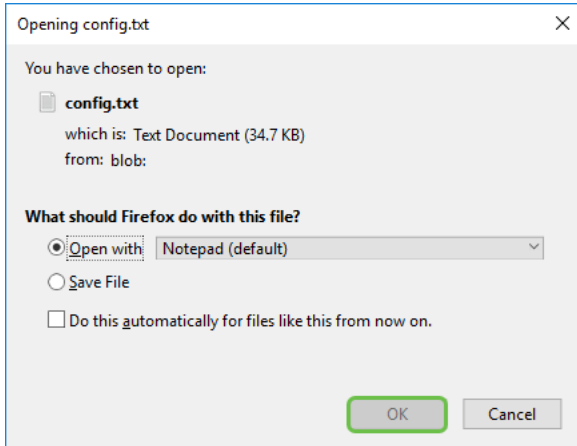 Opening config.txt
You have chosen to open:
config.txt
which is: Text Document (34.7 KB)
from: blob:
What should Firefox do with this file?
Open with Notepad (default)
Save File
Do this automatically for files like this from now on.
OK Cancel